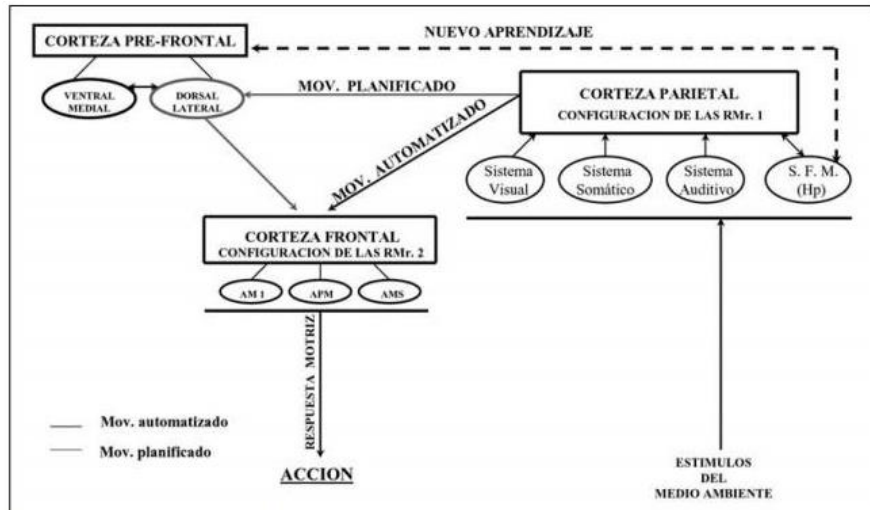 NUEVO APRENDIZAJE
CORTEZA PRE-FRONTAL
VENTRAL
MEDIAL
DORSAL
LATERAL
MOV. PLANIFICADO
MOV. AUTOMATIZADO
CORTEZA PARIETAL
CONFIGURACION DE LAS RMr. 1
Sistema
Visual
Sistema
Somático
Sistema
Auditivo
S. F. M.
(Hp)
CORTEZA FRONTAL
CONFIGURACION DE LAS RMr. 2
AM 1
APM
AMS
RESPUESTA MOTRIZ
Mov. automatizado
Mov. planificado
ACCION
ESTIMULOS
DEL
MEDIO AMBIENTE